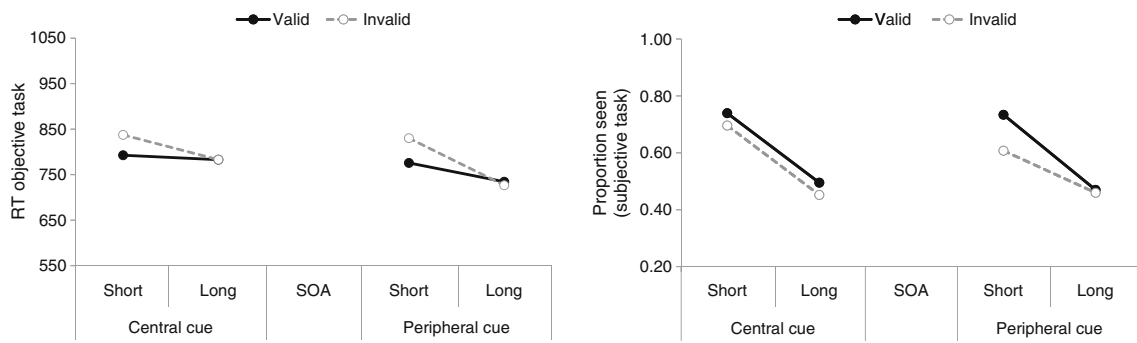 Valid Invalid
1050
950
850
750
650
550
RT objective task
Short Long SOA Short Long
Central cue Peripheral cue
Valid Invalid
1.00
0.80
0.60
0.40
0.20
Proportion seen
(subjective task)
Short Long SOA Short Long
Central cue Peripheral cue